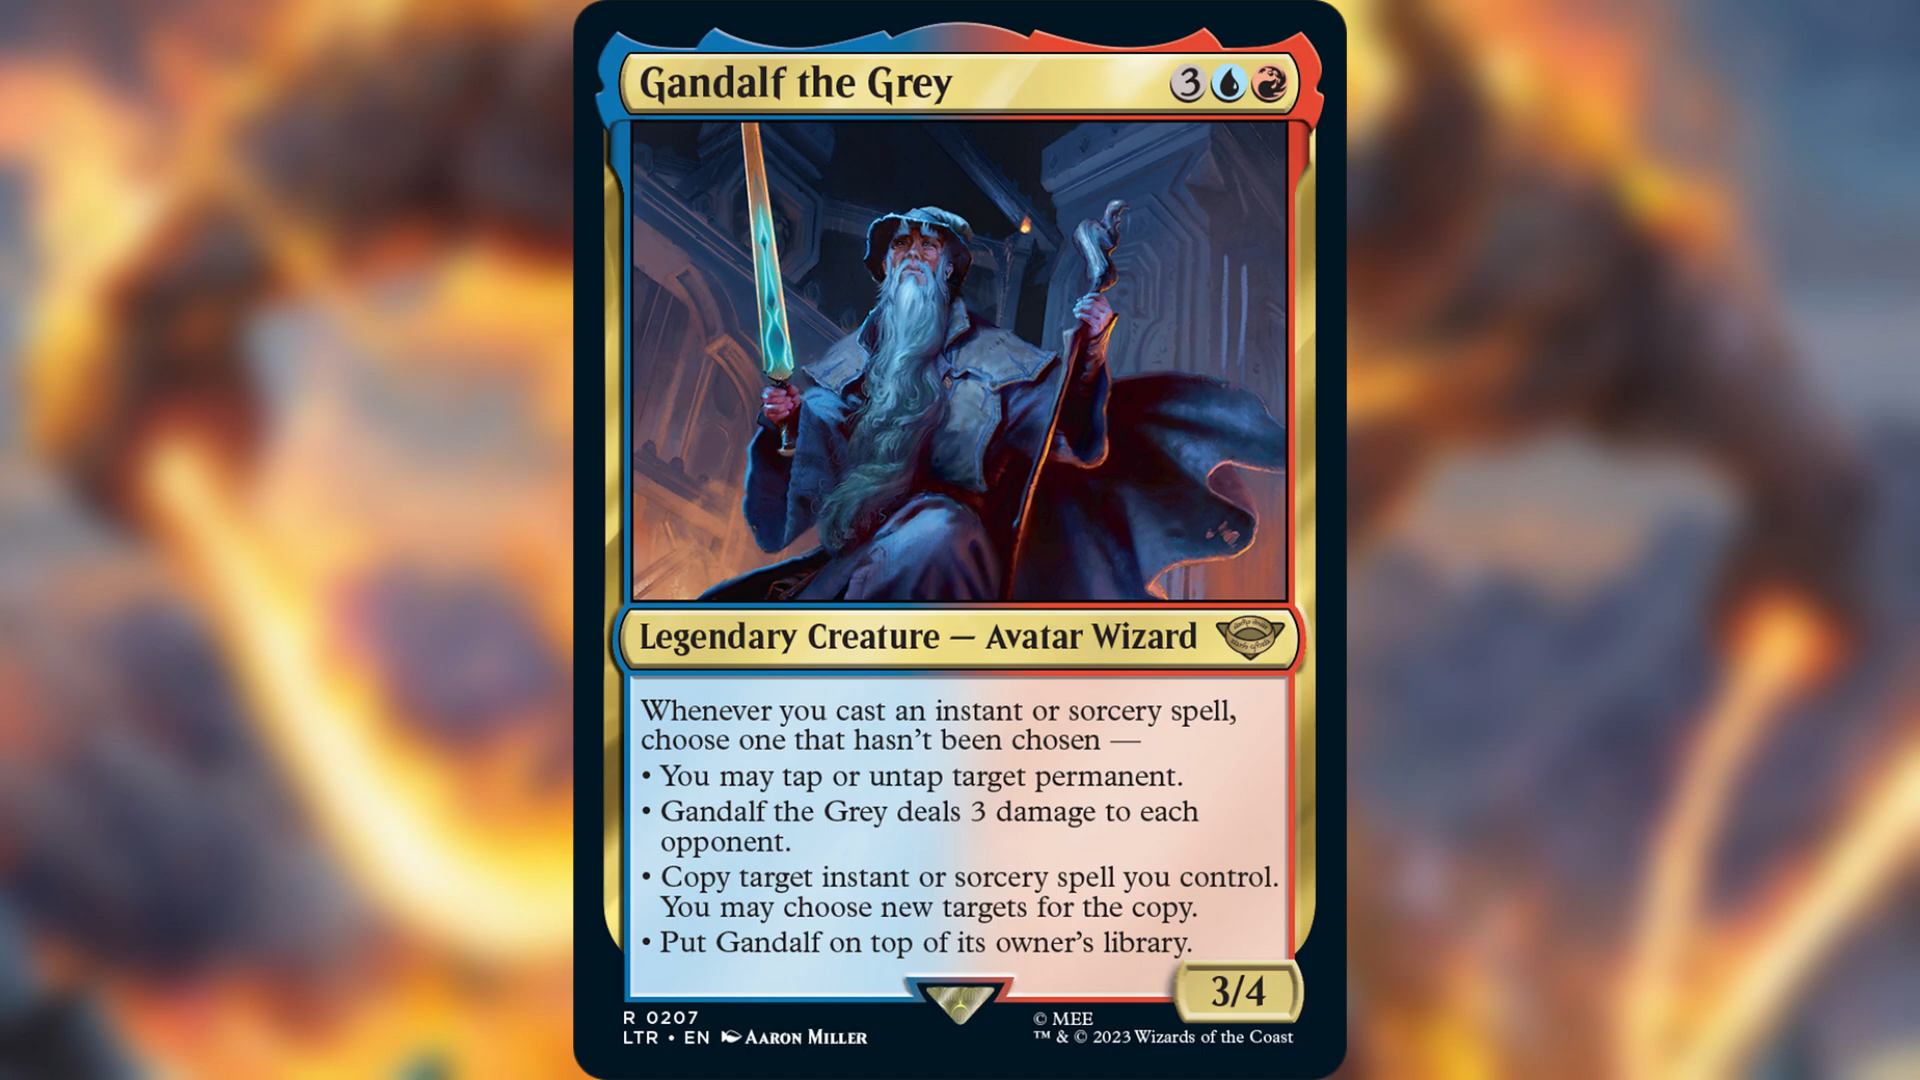 Gandalf the Grey 3
Legendary Creature — Avatar Wizard
Whenever you cast an instant or sorcery spell,
choose one that hasn't been chosen —
• You may tap or untap target permanent.
• Gandalf the Grey deals 3 damage to each
opponent.
• Copy target instant or sorcery spell you control.
You may choose new targets for the copy.
• Put Gandalf on top of its owner's library.
3/4
R 0207
LTR • EN AARON MILLER
© MEE
™ & © 2023 Wizards of the Coast